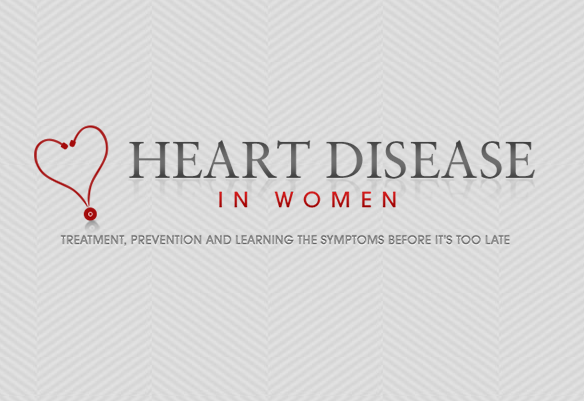 HEART DISEASE
IN WOMEN
TREATMENT, PREVENTION AND LEARNING THE SYMPTOMS BEFORE IT'S TOO LATE